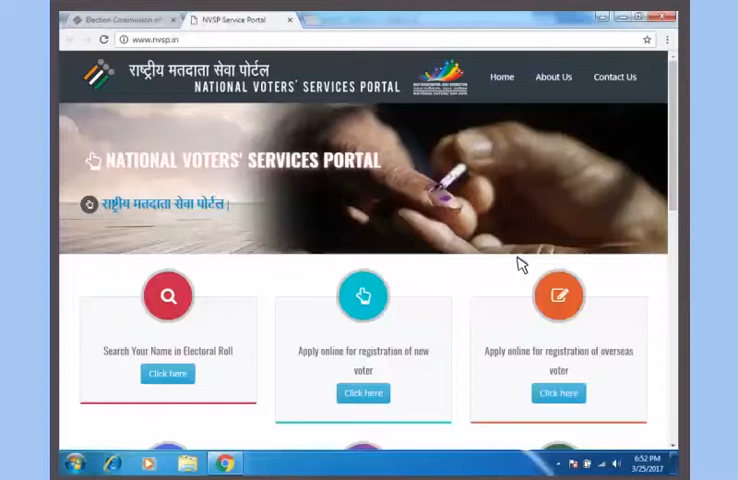 Election Commission of
NVSP Service Portal
www.nvsp.in
राष्ट्रीय मतदाता सेवा पोर्टल
NATIONAL VOTERS' SERVICES PORTAL
Home
About Us
Contact Us
NATIONAL VOTERS' SERVICES PORTAL
राष्ट्रीय मतदाता सेवा पोर्टल|
Search Your Name in Electoral Roll
Click here
Apply online for registration of new
voter
Click here
Apply online for registration of overseas
voter
Click here
6:52 PM
3/25/2017